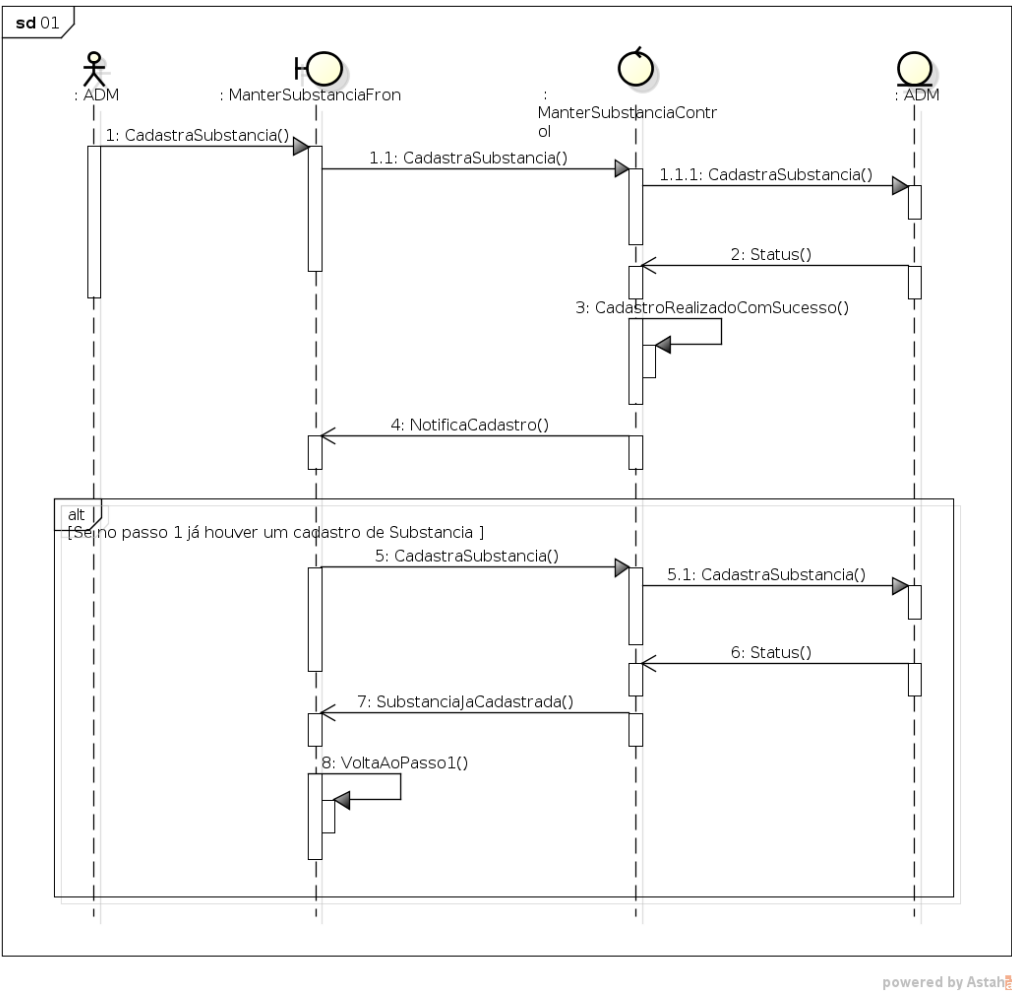 sd 01
: ADM
: ManterSubstanciaFron
:
ManterSubstanciaContr
ol
: ADM
1: CadastraSubstancia()
1.1: CadastraSubstancia()
1.1.1: CadastraSubstancia()
2: Status()
3: CadastroRealizadoComSucesso()
4: NotificaCadastro()
alt
[Se no passo 1 já houver um cadastro de Substancia ]
5: CadastraSubstancia()
5.1: CadastraSubstancia()
6: Status()
7: SubstanciaJaCadastrada()
8: VoltaAoPasso1()
powered by Astah